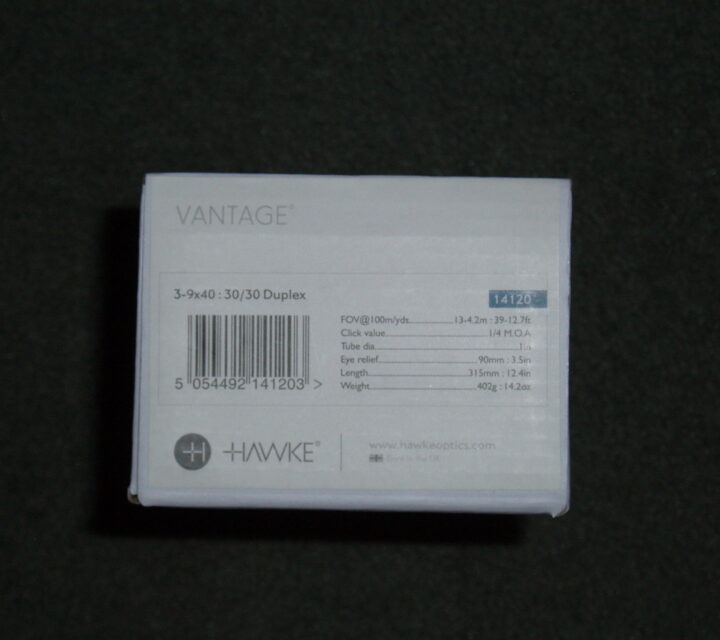 VANTAGE®
3-9x40 : 30/30 Duplex
14120
FOV@100m/yds. 13-4.2m : 39-12.7ft
Click value 1/4 M.O.A
Tube dia. 1in
Eye relief 90mm : 3.5in
Length 315mm : 12.4in
Weight 402g : 14.2oz
5 054492 141203 >
HAWKE®
www.hawkeoptics.com